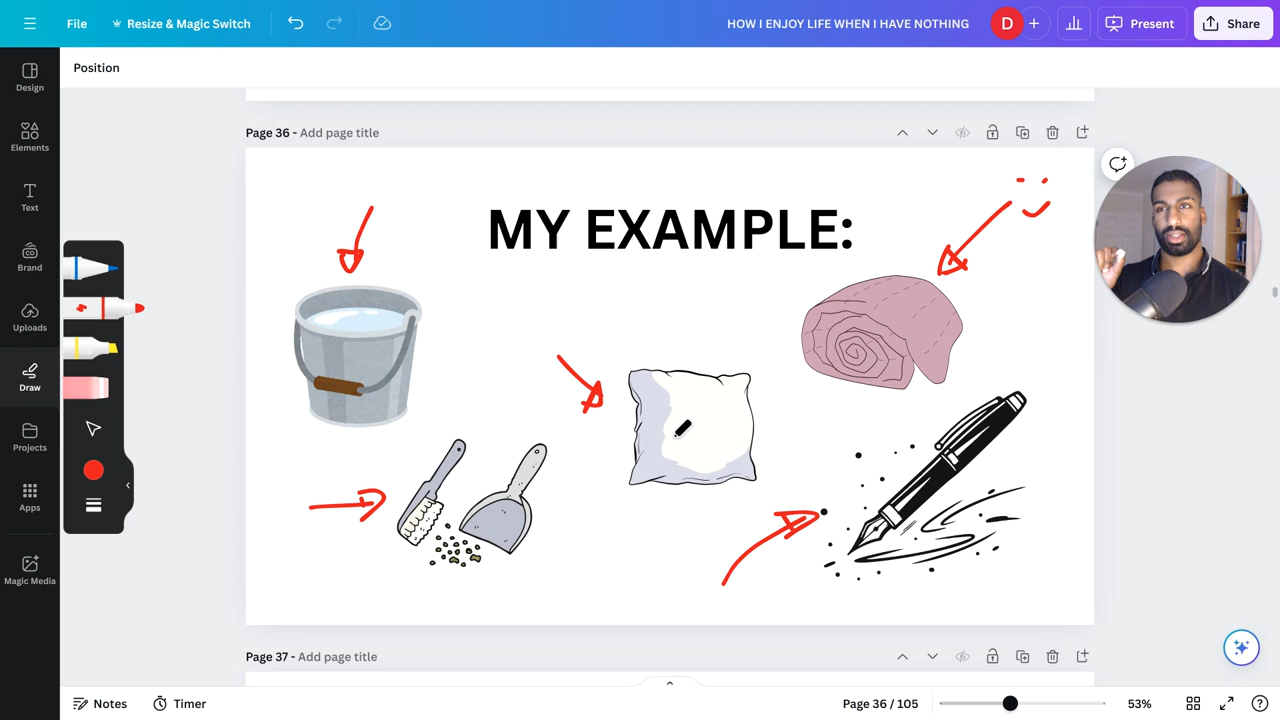 File
Resize & Magic Switch
HOW I ENJOY LIFE WHEN I HAVE NOTHING
D
Present
Share
Position
Design
Elements
Text
Brand
Uploads
Draw
Projects
Apps
Magic Media
Page 36 - Add page title
MY EXAMPLE:
Page 37 - Add page title
Notes
Timer
Page 36 / 105
53%